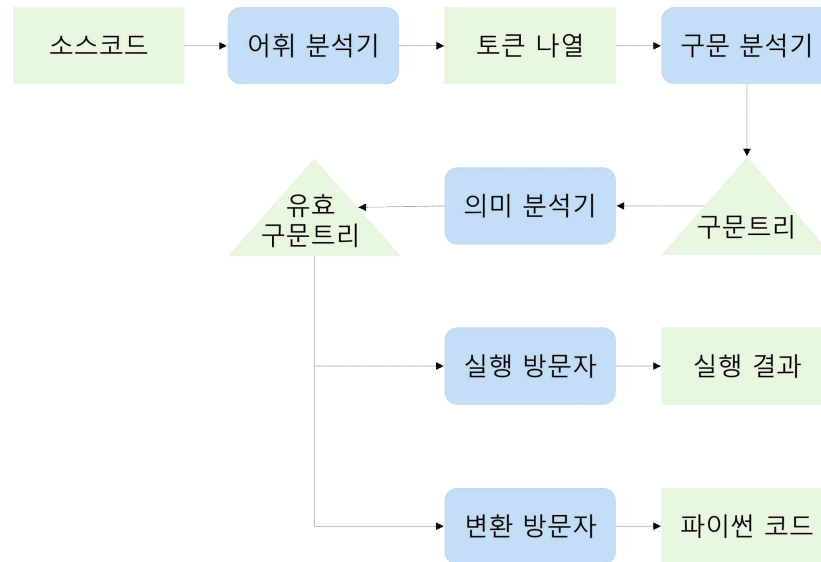 소스코드
어휘 분석기
토큰 나열
구문 분석기
유효
구문트리
의미 분석기
구문트리
실행 방문자
실행 결과
변환 방문자
파이썬 코드